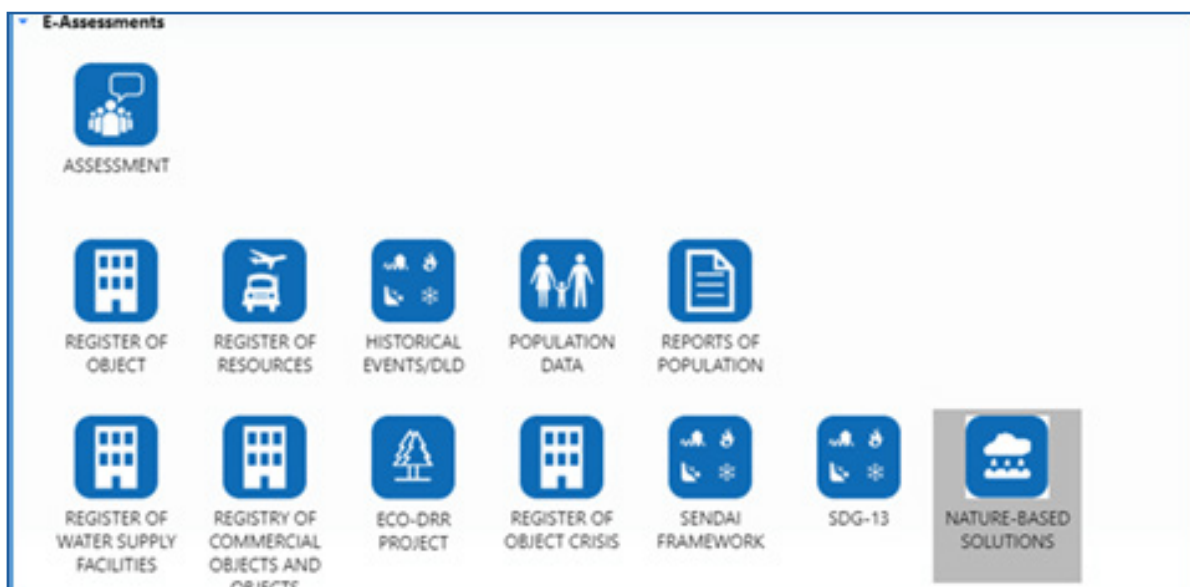 E-Assessments
ASSESSMENT
REGISTER OF
OBJECT
REGISTER OF
RESOURCES
HISTORICAL
EVENTS/DLD
POPULATION
DATA
REPORTS OF
POPULATION
REGISTER OF
WATER SUPPLY
FACILITIES
REGISTRY OF
COMMERCIAL
OBJECTS AND
OBJECTS
ECO-DRR
PROJECT
REGISTER OF
OBJECT CRISIS
SENDAI
FRAMEWORK
SDG-13
NATURE-BASED
SOLUTIONS